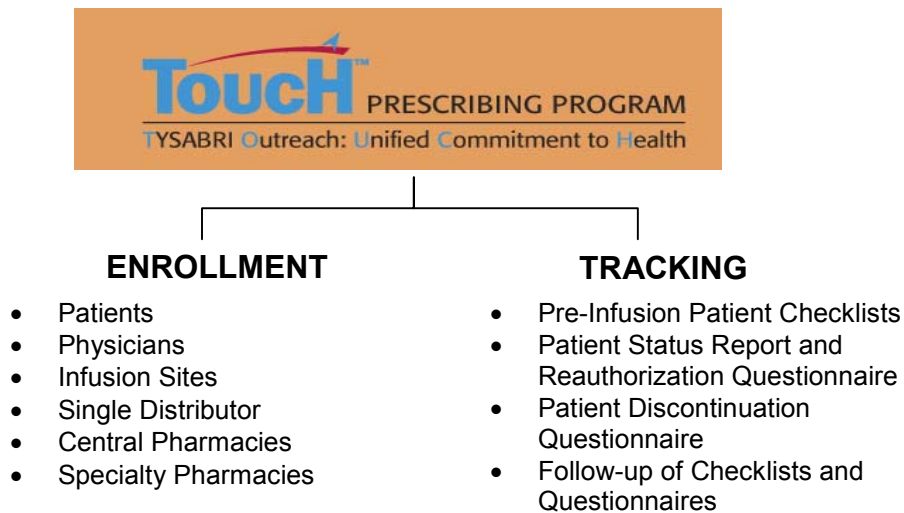 TOUCH™ PRESCRIBING PROGRAM
TYSABRI Outreach: Unified Commitment to Health
ENROLLMENT
• Patients
• Physicians
• Infusion Sites
• Single Distributor
• Central Pharmacies
• Specialty Pharmacies
TRACKING
• Pre-Infusion Patient Checklists
• Patient Status Report and
Reauthorization Questionnaire
• Patient Discontinuation
Questionnaire
• Follow-up of Checklists and
Questionnaires